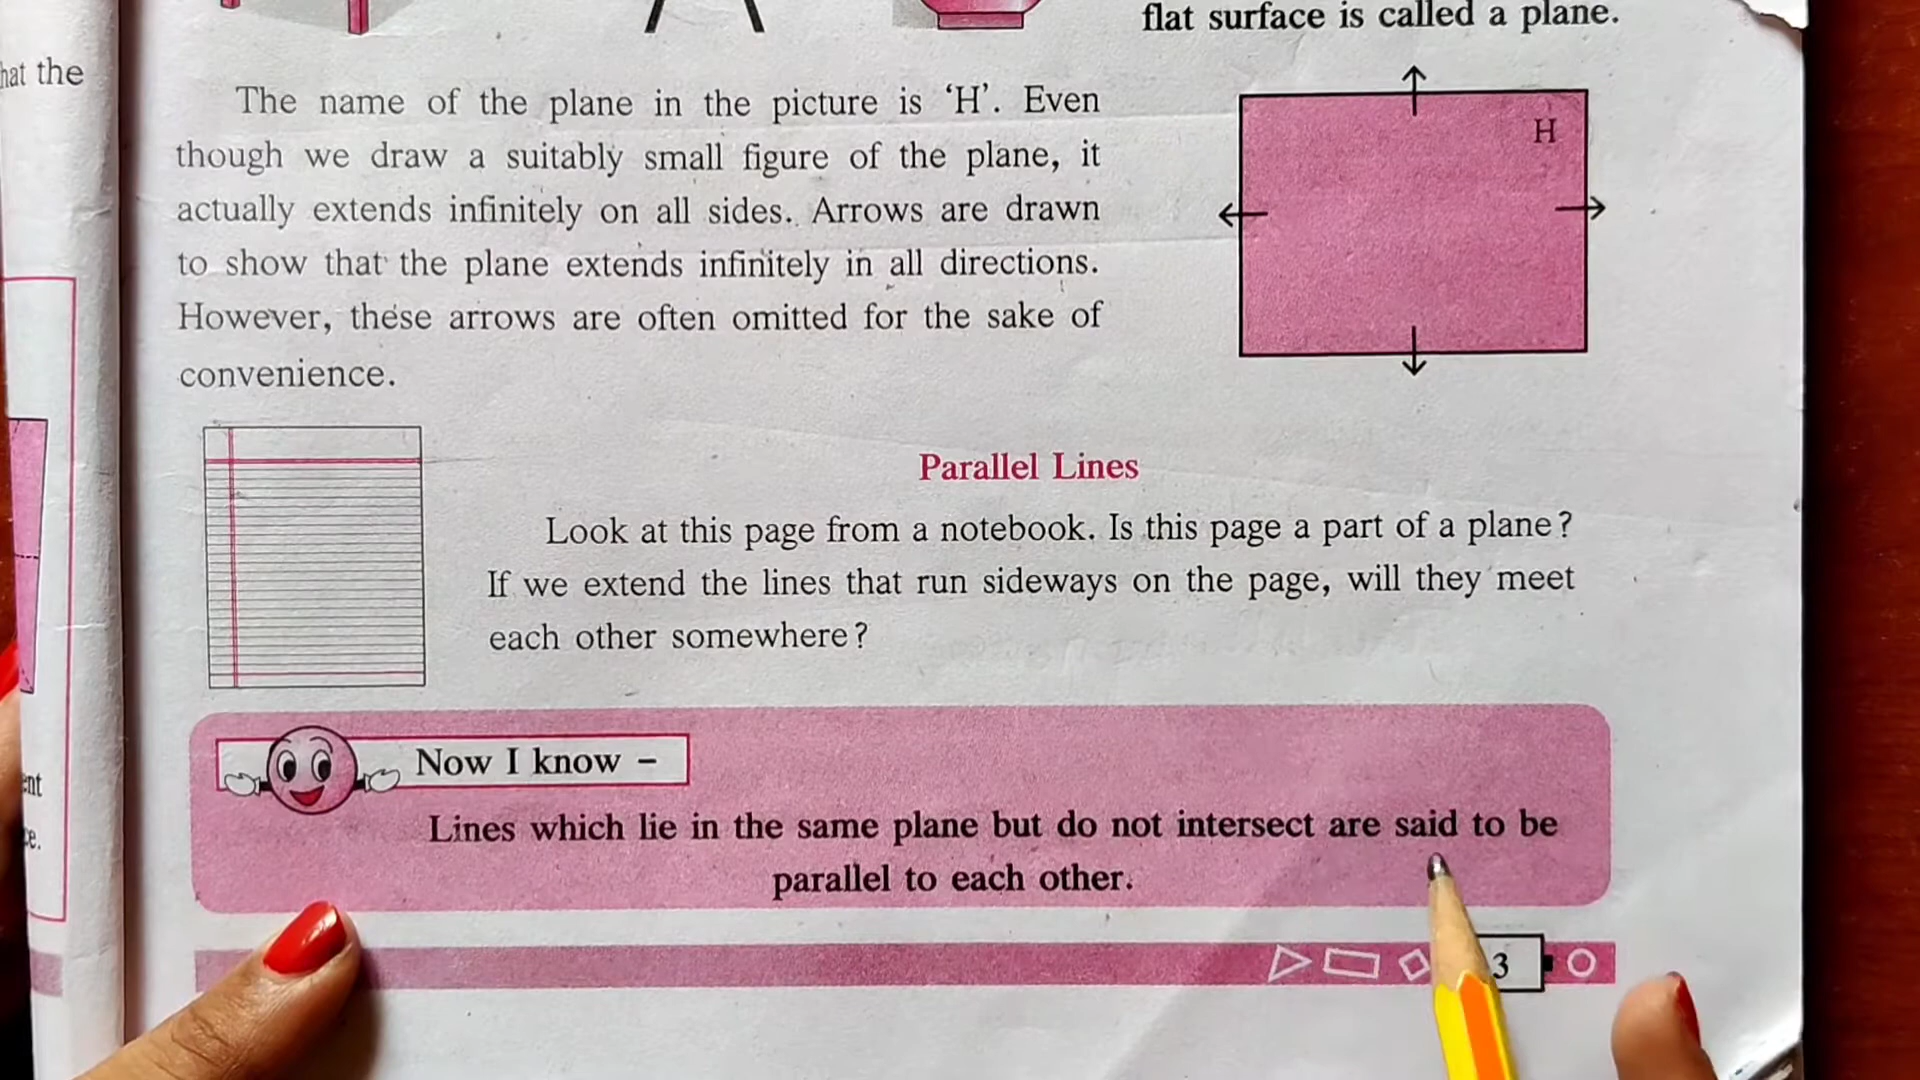 flat surface is called a plane.
the
The name of the plane in the picture is ‘H’. Even
though we draw a suitably small figure of the plane, it
actually extends infinitely on all sides. Arrows are drawn
to show that the plane extends infinitely in all directions.
However, these arrows are often omitted for the sake of
convenience.
H
Parallel Lines
Look at this page from a notebook. Is this page a part of a plane?
If we extend the lines that run sideways on the page, will they meet
each other somewhere?
Now I know –
Lines which lie in the same plane but do not intersect are said to be
parallel to each other.
3